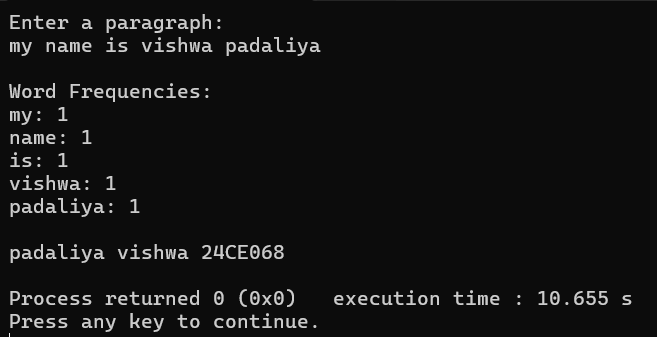 Enter a paragraph:
my name is vishwa padaliya
Word Frequencies:
my: 1
name: 1
is: 1
vishwa: 1
padaliya: 1
padaliya vishwa 24CE068
Process returned 0 (0x0)   execution time : 10.655 s
Press any key to continue.